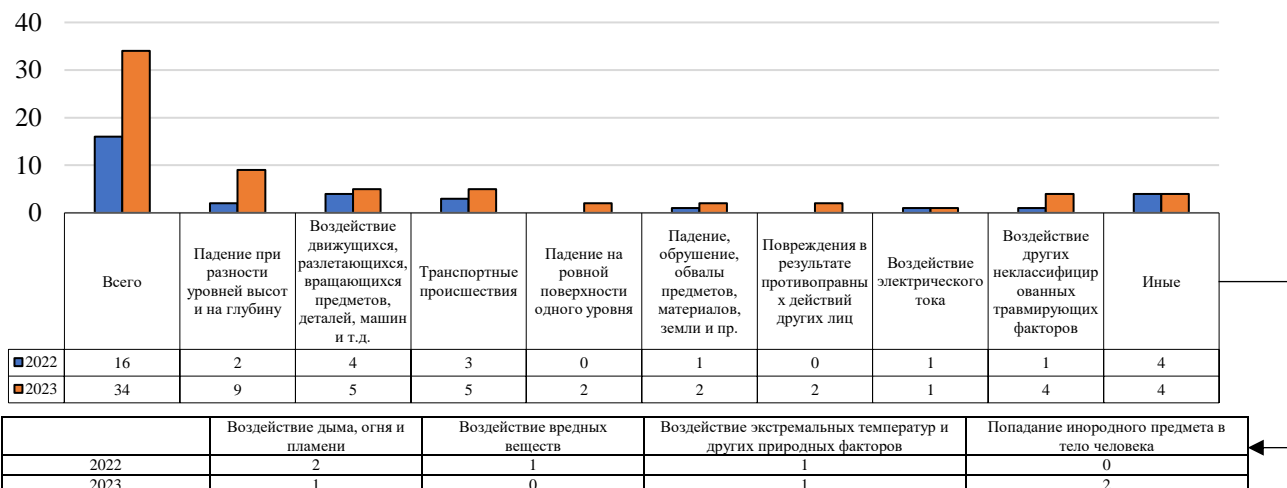 40
30
20
10
0
Всего
Падение при
разности
уровней высот
и на глубину
Воздействие
движущихся,
разлетающихся,
вращающихся
предметов,
деталей, машин
и т.д.
Транспортные
происшествия
Падение на
ровной
поверхности
одного уровня
Падение,
обрушение,
обвалы
предметов,
материалов,
земли и пр.
Повреждения в
результате
противоправны
х действий
других лиц
Воздействие
электрического
тока
Воздействие
других
неклассифицир
ованных
травмирующих
факторов
Иные
2022 16 2 4 3 0 1 0 1 1 4
2023 34 9 5 5 2 2 2 1 4 4
Воздействие дыма, огня и
пламени
Воздействие вредных
веществ
Воздействие экстремальных температур и
других природных факторов
Попадание инородного предмета в
тело человека
2022 2 1 1 0
2023 1 0 1 2